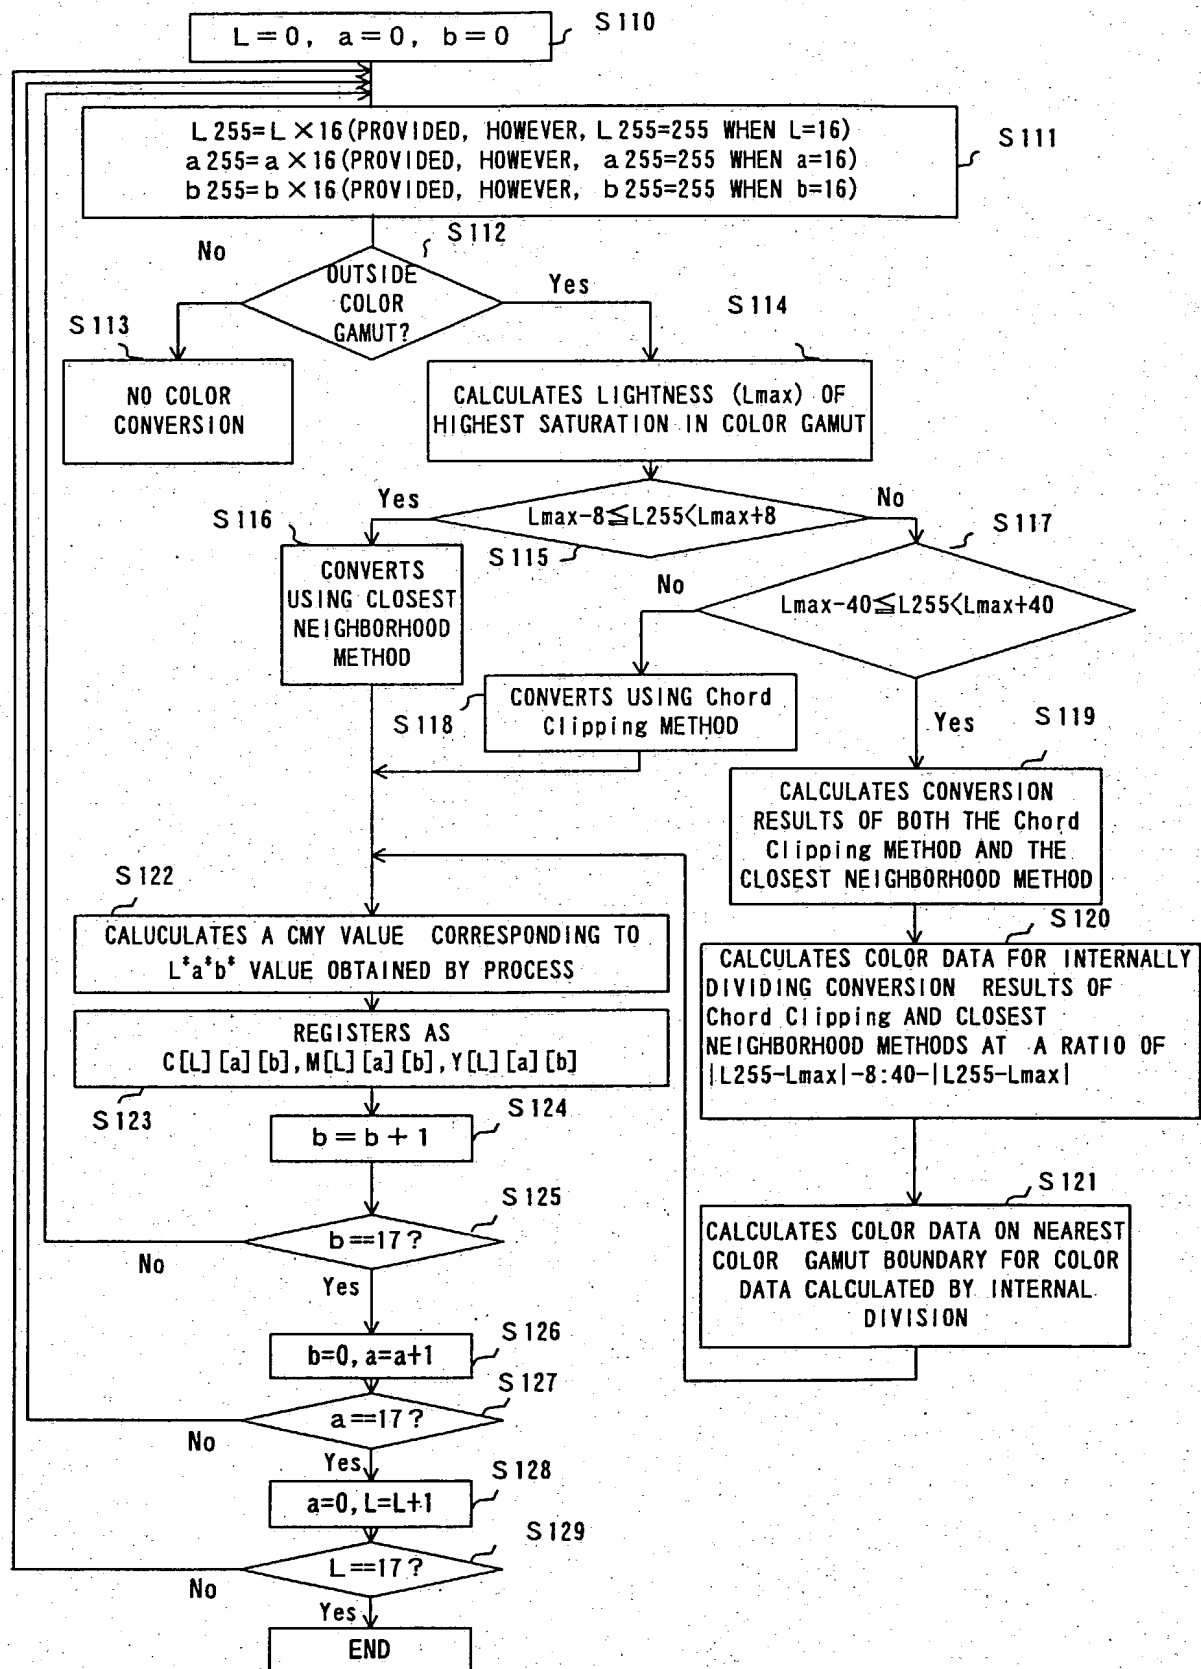 L=0, a=0, b=0
S110
L255=L×16(PROVIDED, HOWEVER, L255=255 WHEN L=16)
a255=a×16(PROVIDED, HOWEVER, a255=255 WHEN a=16)
b255=b×16(PROVIDED, HOWEVER, b255=255 WHEN b=16)
S111
S112
No
OUTSIDE
COLOR
GAMUT?
Yes
S113
S114
NO COLOR
CONVERSION
CALCULATES LIGHTNESS (Lmax) OF
HIGHEST SATURATION IN COLOR GAMUT
Yes
Lmax-8≦L255<Lmax+8
No
S115
S116
S117
CONVERTS
USING CLOSEST
NEIGHBORHOOD
METHOD
No
Lmax-40≦L255<Lmax+40
Yes
S118
CONVERTS USING Chord
Clipping METHOD
S119
CALCULATES CONVERSION
RESULTS OF BOTH THE Chord
Clipping METHOD AND THE
CLOSEST NEIGHBORHOOD METHOD
S120
CALCULATES COLOR DATA FOR INTERNALLY
DIVIDING CONVERSION RESULTS OF
Chord Clipping AND CLOSEST
NEIGHBORHOOD METHODS AT A RATIO OF
|L255-Lmax|-8:40-|L255-Lmax|
S121
CALCULATES COLOR DATA ON NEAREST
COLOR GAMUT BOUNDARY FOR COLOR
DATA CALCULATED BY INTERNAL
DIVISION
S122
CALUCULATES A CMY VALUE CORRESPONDING TO
L*a*b* VALUE OBTAINED BY PROCESS
REGISTERS AS
C[L][a][b],M[L][a][b],Y[L][a][b]
S123
S124
b=b+1
S125
b==17?
No
Yes
S126
b=0,a=a+1
S127
a==17?
No
Yes
S128
a=0,L=L+1
S129
L==17?
No
Yes
END